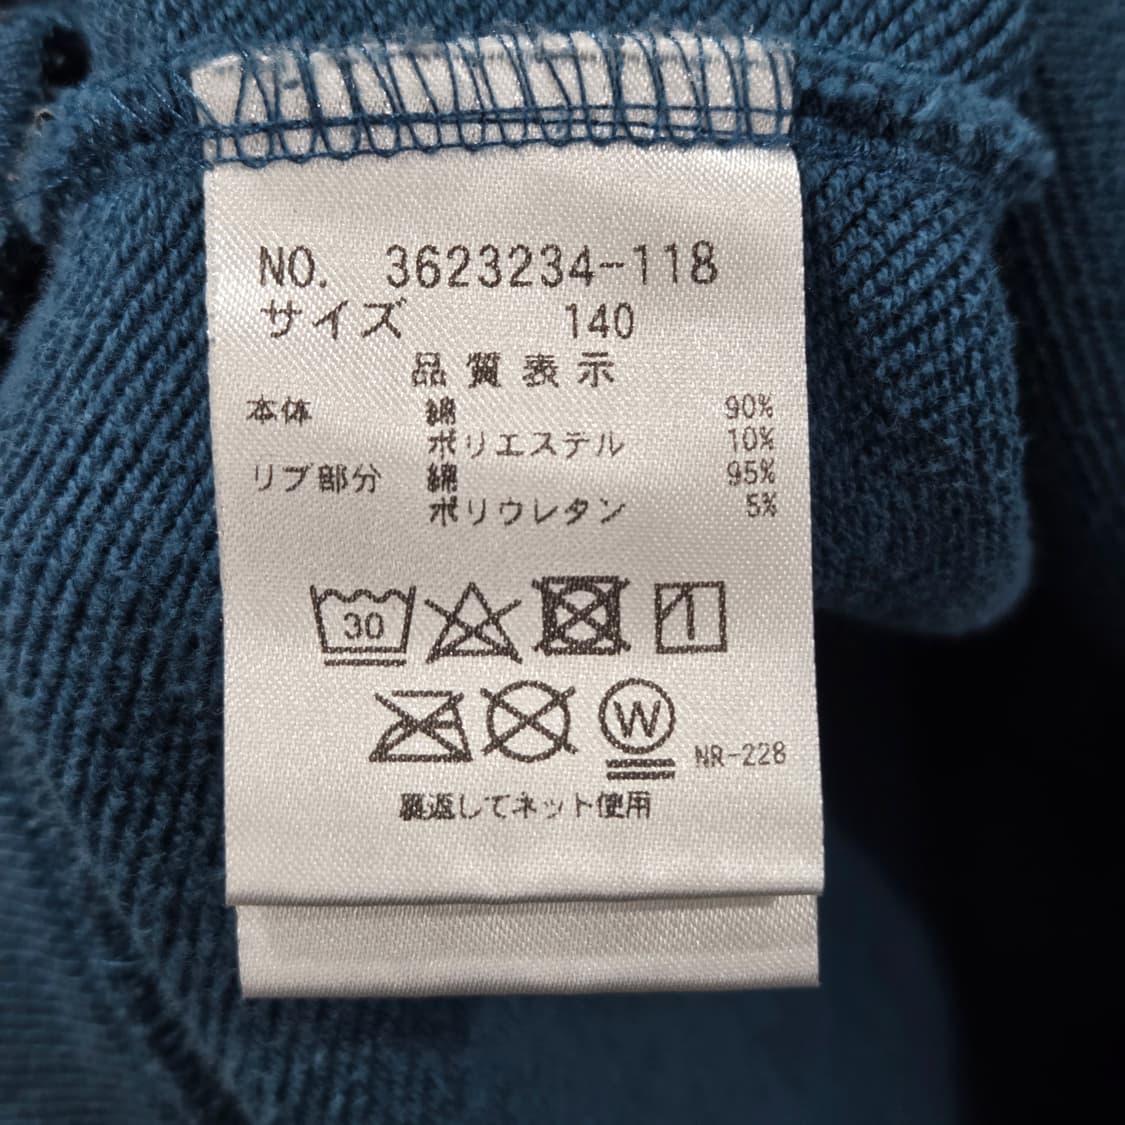 NO. 3623234-118
サイズ 140
品質表示
本体 綿 90%
ポリエステル 10%
リブ部分 綿 95%
ポリウレタン 5%
30
W
NR-228
裏返してネット使用